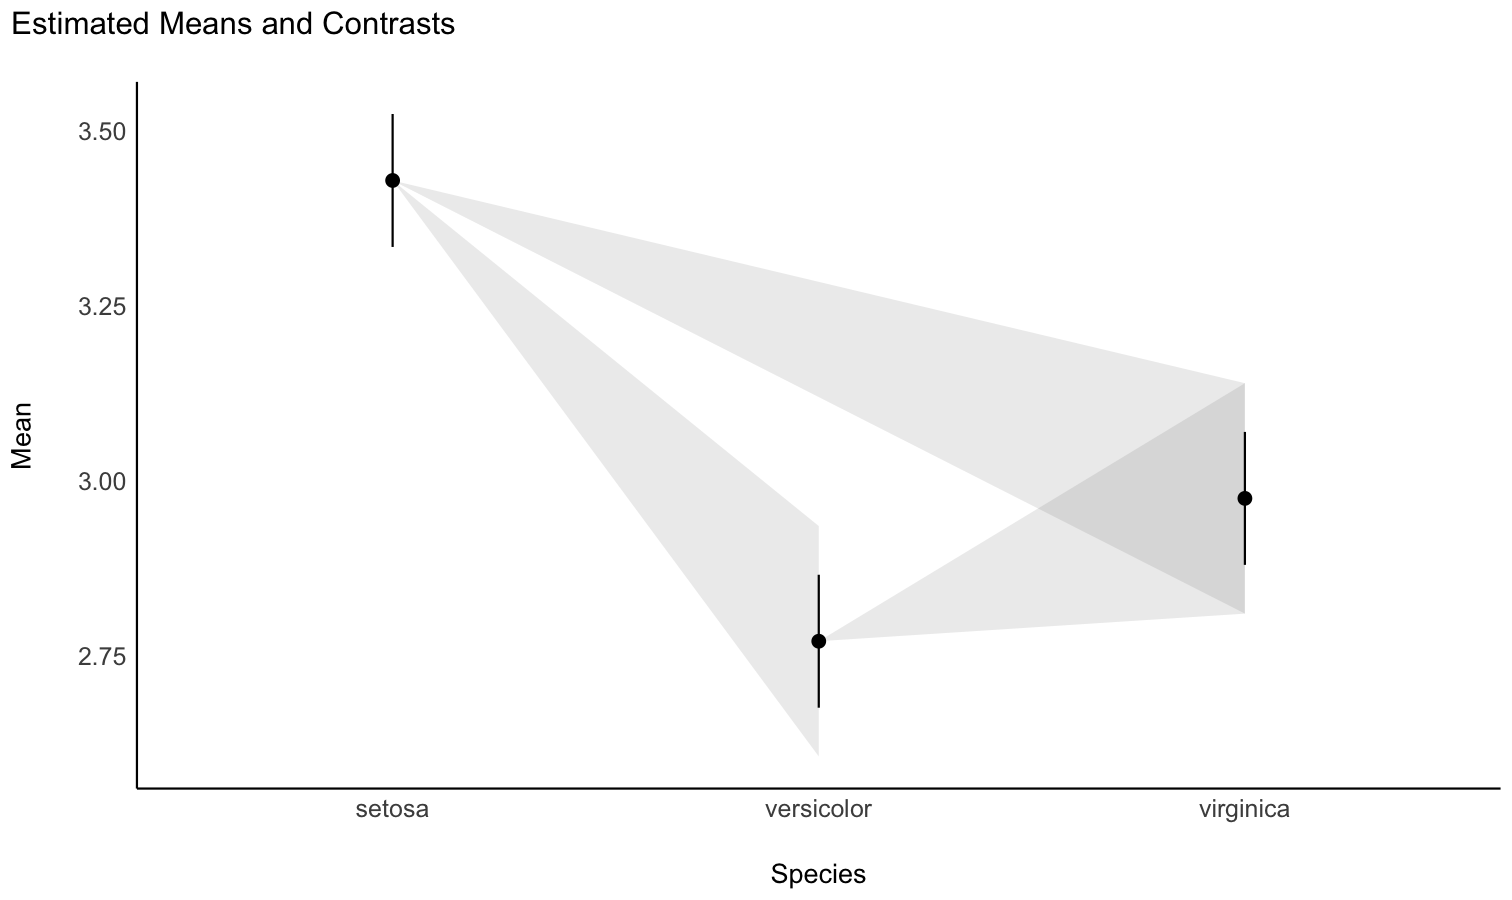 Estimated Means and Contrasts
3.50
3.25
3.00
2.75
Mean
setosa versicolor virginica
Species